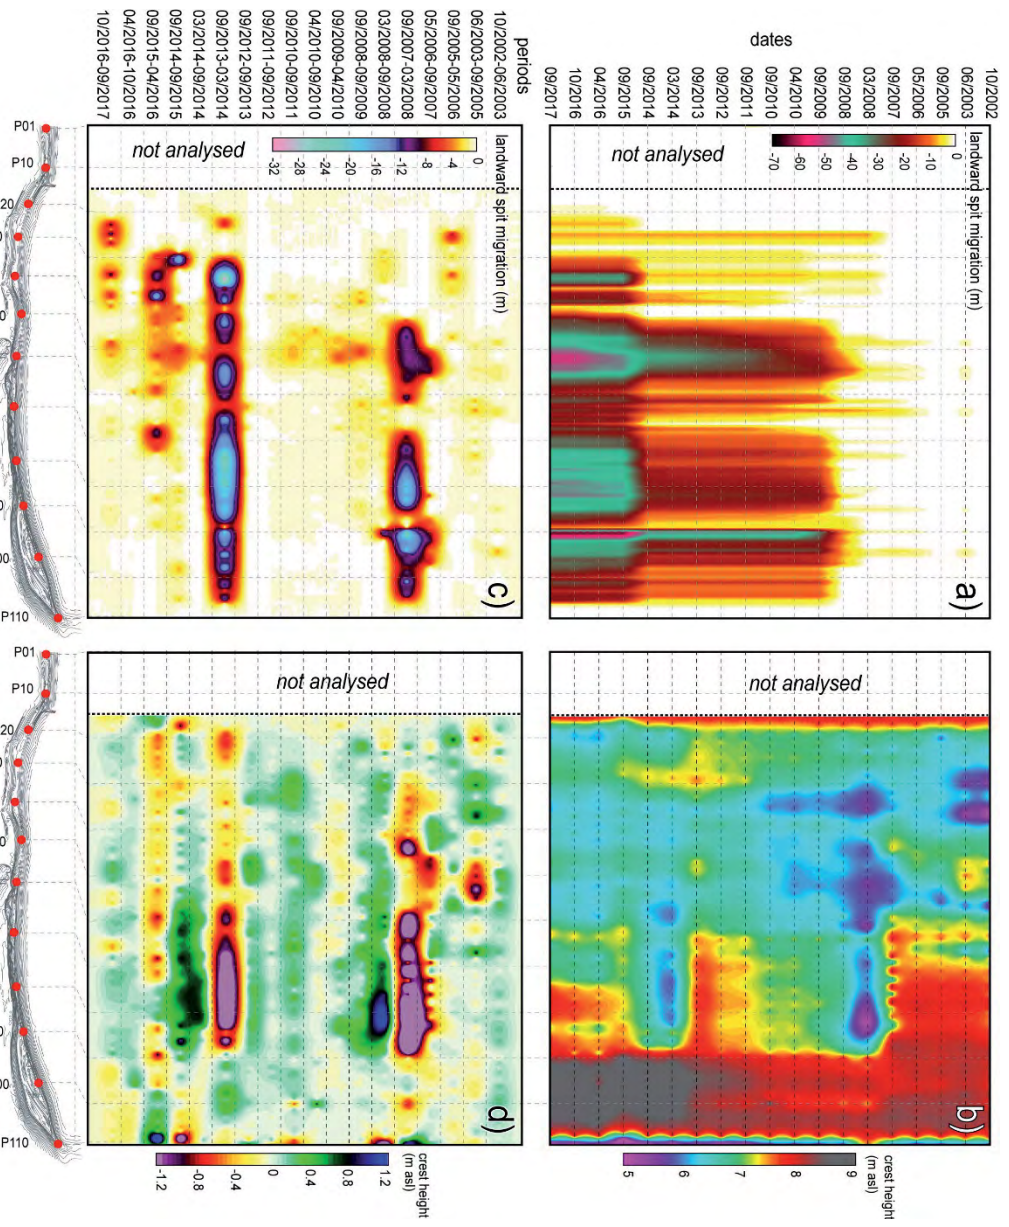 dates
10/2002
06/2003
09/2005
05/2006
09/2007
03/2008
09/2008
09/2009
04/2010
09/2010
09/2011
09/2012
09/2013
03/2014
09/2014
09/2015
04/2016
10/2016
09/2017
landward spit migration (m)
0
-10
-20
-30
-40
-50
-60
-70
not analysed
a)
not analysed
b)
crest height
(m asl)
5
6
7
8
9
periods
10/2002-06/2003
06/2003-09/2005
09/2005-05/2006
05/2006-09/2007
09/2007-03/2008
03/2008-09/2008
09/2008-09/2009
09/2009-04/2010
04/2010-09/2010
09/2010-09/2011
09/2011-09/2012
09/2012-09/2013
09/2013-03/2014
03/2014-09/2014
09/2014-09/2015
09/2015-04/2016
04/2016-10/2016
10/2016-09/2017
landward spit migration (m)
-32 -28 -24 -20 -16 -12 -8 -4 0
not analysed
c)
not analysed
d)
crest height
(m asl)
-1.2 -0.8 -0.4 0 0.4 0.8 1.2
P01 P10 20 P110
P01 P10 20 P110